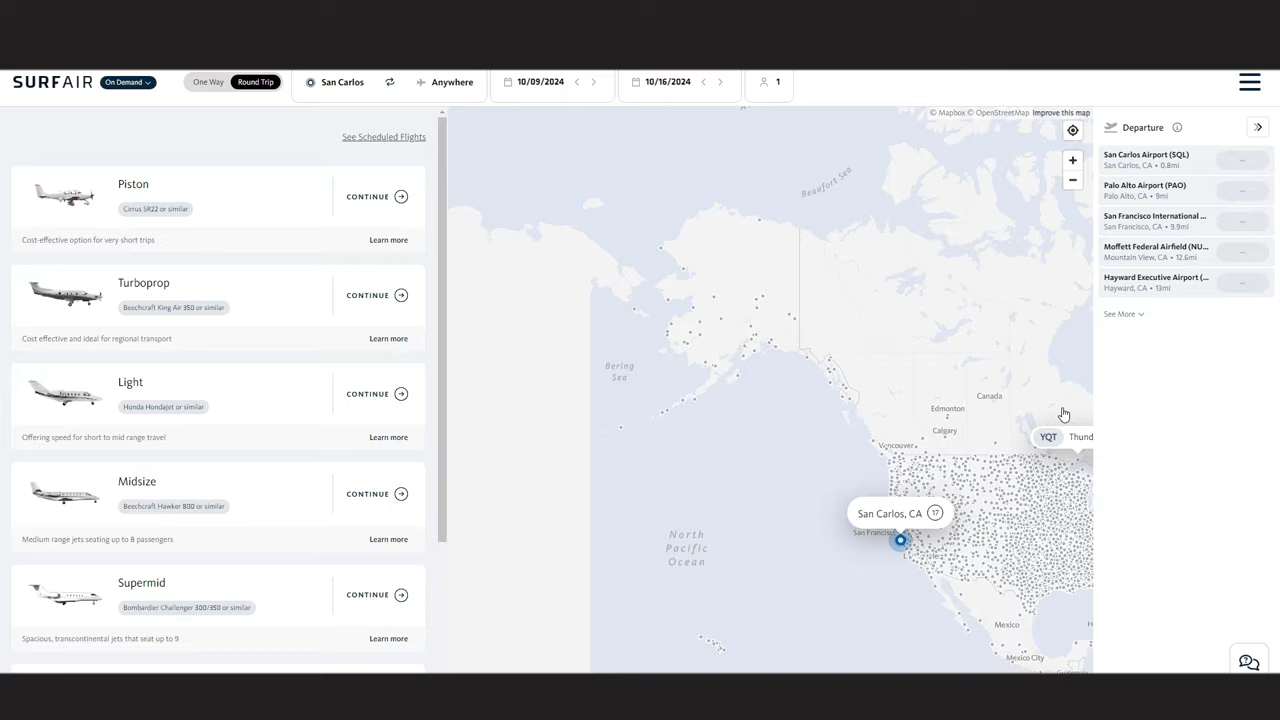 SURFAIR
On Demand
One Way
Round Trip
San Carlos
Anywhere
10/09/2024
10/16/2024
1
See Scheduled Flights
Piston
Cirrus SR22 or similar
CONTINUE
Cost-effective option for very short trips
Learn more
Turboprop
Beechcraft King Air 350 or similar
CONTINUE
Cost effective and ideal for regional transport
Learn more
Light
Honda HondaJet or similar
CONTINUE
Offering speed for short to mid range travel
Learn more
Midsize
Beechcraft Hawker 800 or similar
CONTINUE
Medium range jets seating up to 8 passengers
Learn more
Supermid
Bombardier Challenger 300/350 or similar
CONTINUE
Spacious, transcontinental jets that seat up to 9
Learn more
© Mapbox © OpenStreetMap Improve this map
Beaufort Sea
Bering
Sea
Canada
Edmonton
Calgary
Vancouver
YQT Thund
San Carlos, CA 17
San Francisc
North
Pacific
Ocean
Mexico
Mexico City
Departure
San Carlos Airport (SQL)
San Carlos, CA • 0.8mi
--
Palo Alto Airport (PAO)
Palo Alto, CA • 9mi
--
San Francisco International ...
San Francisco, CA • 9.9mi
--
Moffett Federal Airfield (NU...
Mountain View, CA • 12.6mi
--
Hayward Executive Airport (...
Hayward, CA • 13mi
--
See More